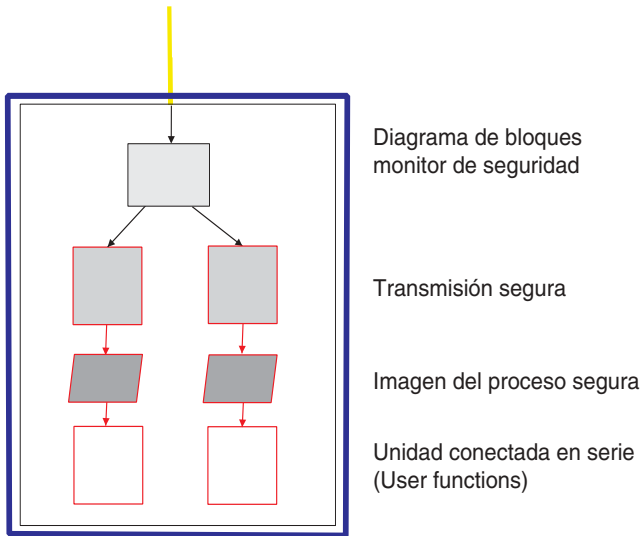 Diagrama de bloques
monitor de seguridad
Transmisión segura
Imagen del proceso segura
Unidad conectada en serie
(User functions)